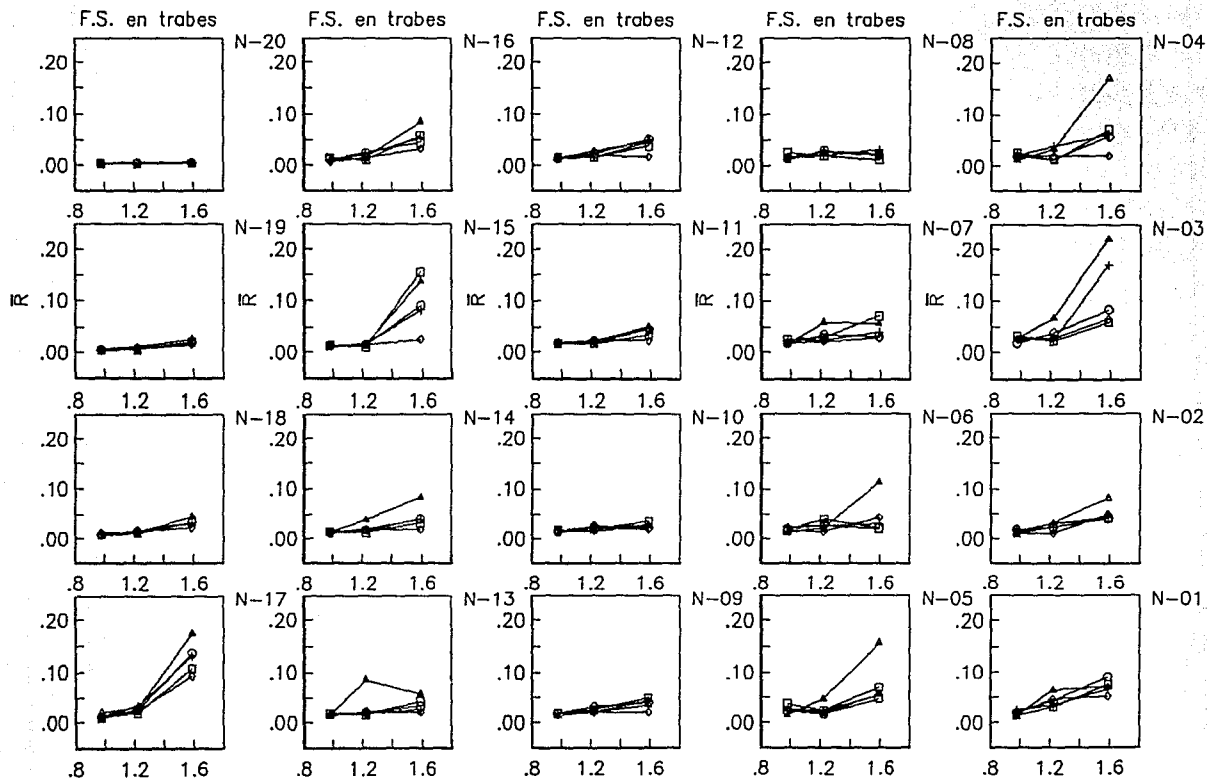 F.S. en trabes F.S. en trabes F.S. en trabes F.S. en trabes F.S. en trabes
N-20 N-16 N-12 N-08 N-04
.20 .20 .20 .20 .20
.10 .10 .10 .10 .10
.00 .00 .00 .00 .00
.8 1.2 1.6 .8 1.2 1.6 .8 1.2 1.6 .8 1.2 1.6 .8 1.2 1.6
N-19 N-15 N-11 N-07 N-03
.20 .20 .20 .20 .20
R̅ R̅ R̅ R̅ R̅
.10 .10 .10 .10 .10
.00 .00 .00 .00 .00
.8 1.2 1.6 .8 1.2 1.6 .8 1.2 1.6 .8 1.2 1.6 .8 1.2 1.6
N-18 N-14 N-10 N-06 N-02
.20 .20 .20 .20 .20
.10 .10 .10 .10 .10
.00 .00 .00 .00 .00
.8 1.2 1.6 .8 1.2 1.6 .8 1.2 1.6 .8 1.2 1.6 .8 1.2 1.6
N-17 N-13 N-09 N-05 N-01
.20 .20 .20 .20 .20
.10 .10 .10 .10 .10
.00 .00 .00 .00 .00
.8 1.2 1.6 .8 1.2 1.6 .8 1.2 1.6 .8 1.2 1.6 .8 1.2 1.6